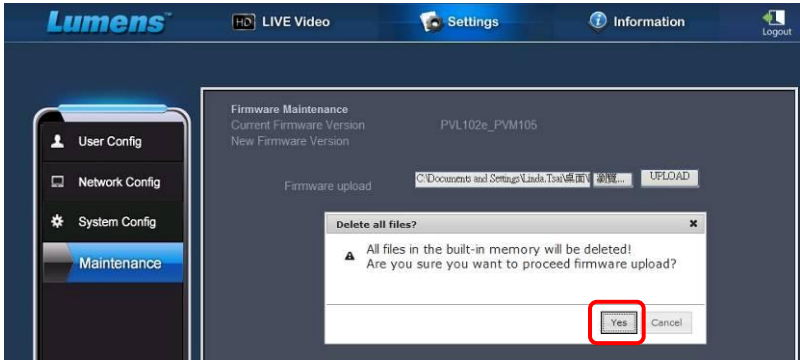 Lumens™
HD LIVE Video
Settings
Information
Logout
User Config
Network Config
System Config
Maintenance
Firmware Maintenance
Current Firmware Version PVL102e_PVM105
New Firmware Version
Firmware upload C:\Documents and Settings\Linda.Tsai\桌面\ 瀏覽... UPLOAD
Delete all files?
All files in the built-in memory will be deleted!
Are you sure you want to proceed firmware upload?
Yes Cancel